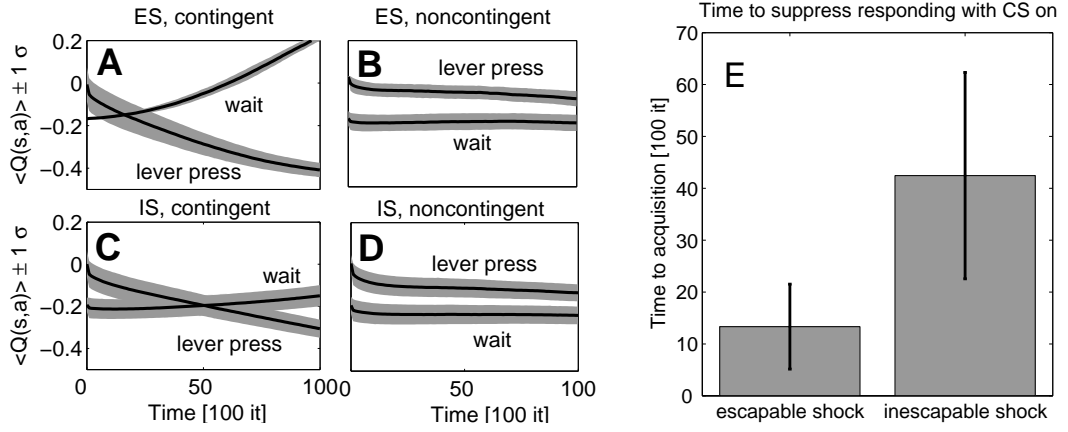 ES, contingent
ES, noncontingent
Time to suppress responding with CS on
<Q(s,a)> ± 1 σ
0.2
0
−0.2
−0.4
A
wait
lever press
B
lever press
wait
IS, contingent
IS, noncontingent
<Q(s,a)> ± 1 σ
0.2
0
−0.2
−0.4
C
wait
lever press
0
50
100
Time [100 it]
D
lever press
wait
0
50
100
Time [100 it]
Time to acquisition [100 it]
70
60
50
40
30
20
10
0
E
escapable shock
inescapable shock